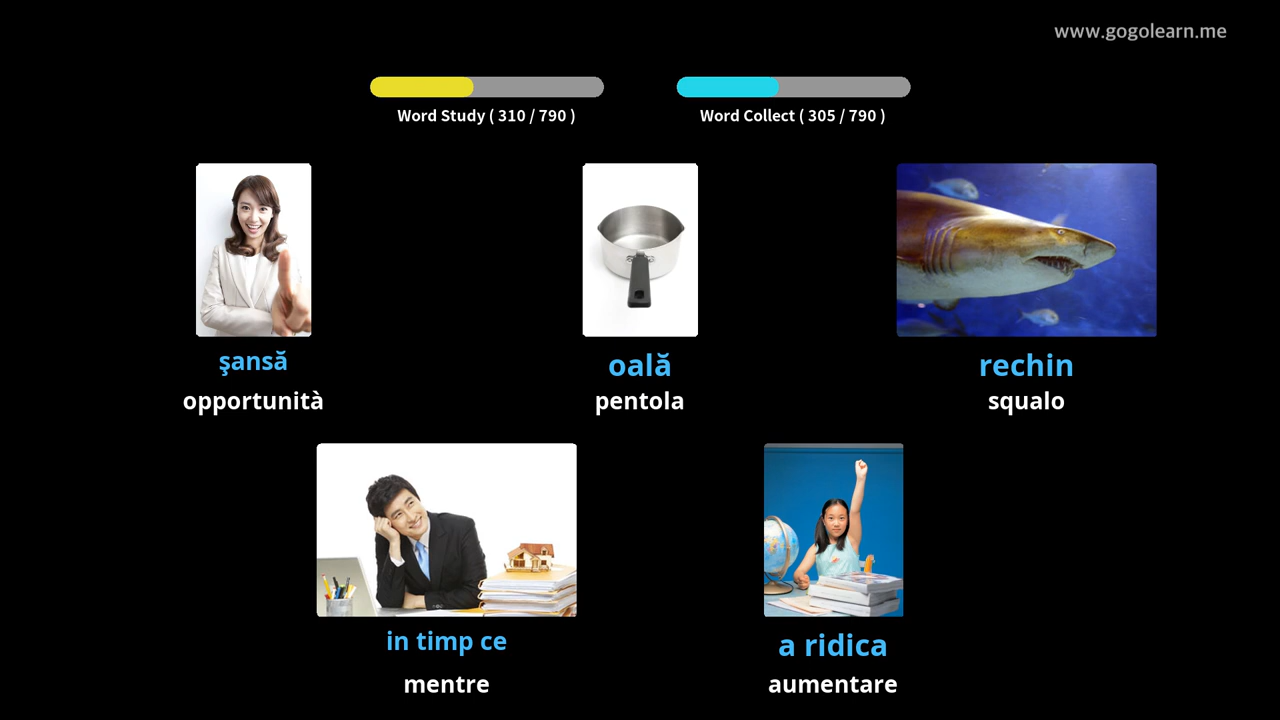 www.gogolearn.me
Word Study ( 310 / 790 )
Word Collect ( 305 / 790 )
şansă
opportunità
oală
pentola
rechin
squalo
in timp ce
mentre
a ridica
aumentare